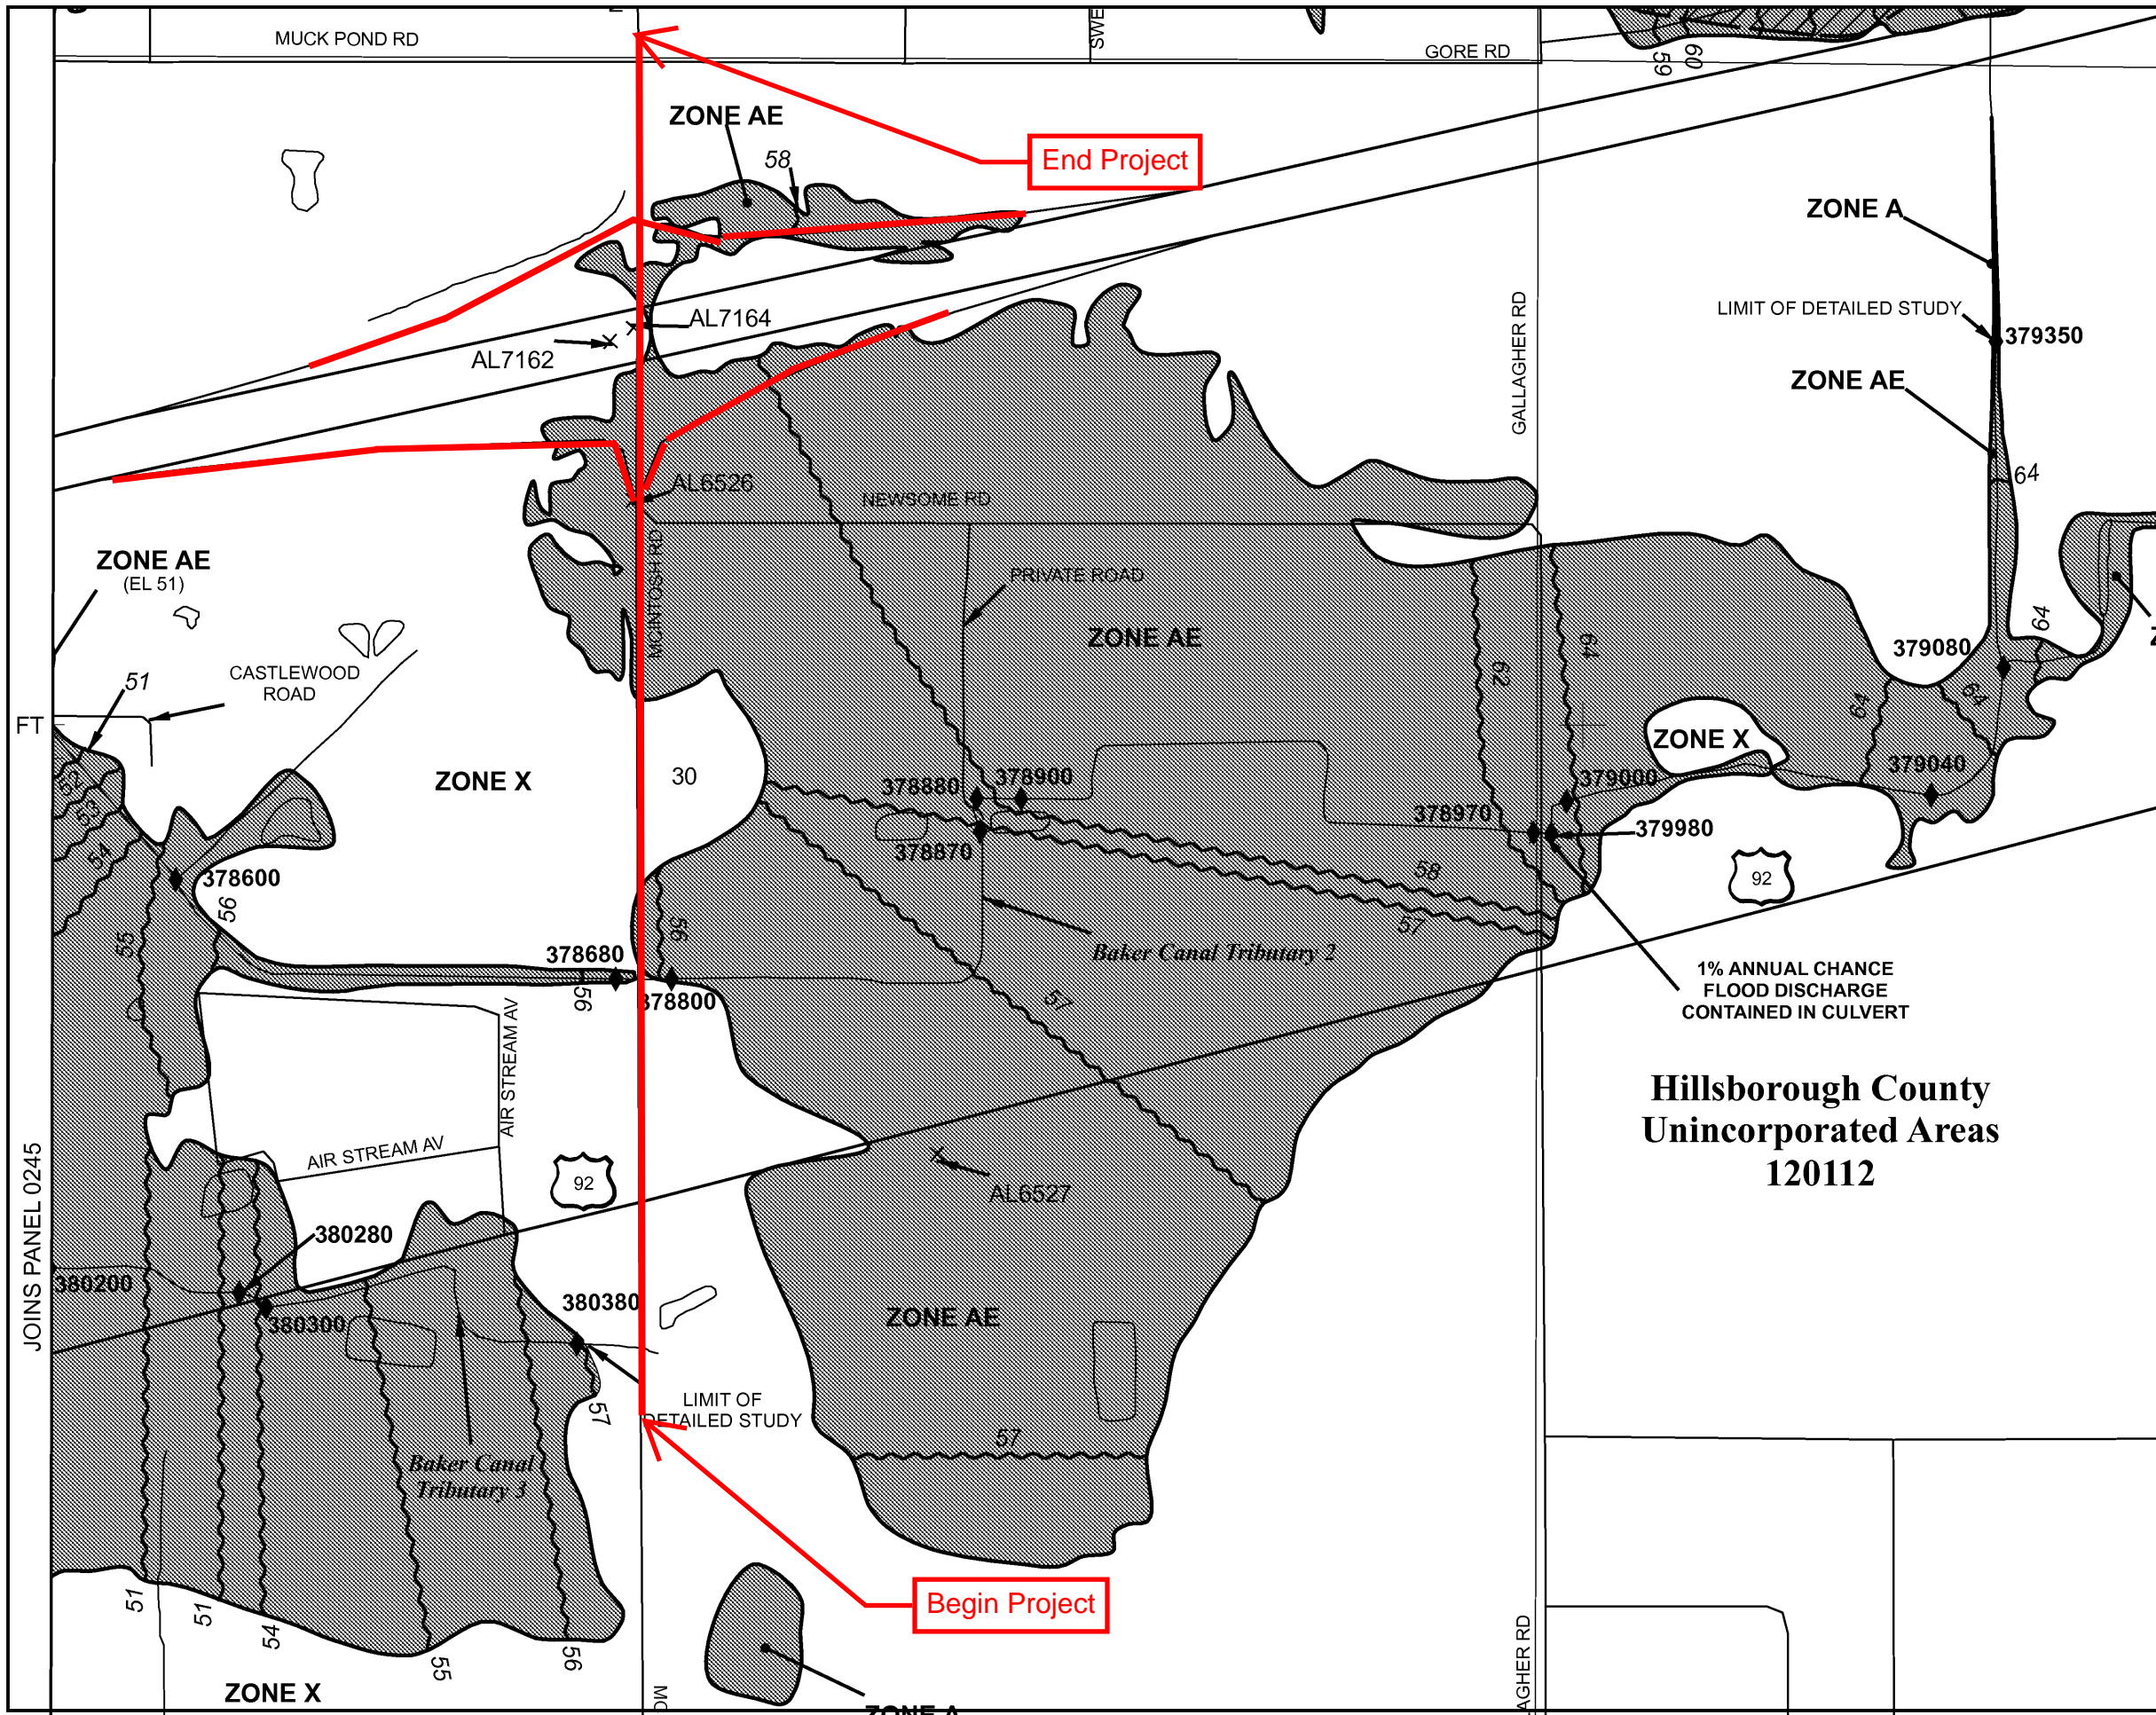 MUCK POND RD
SWE
GORE RD
59
60
ZONE AE
58
End Project
ZONE A
LIMIT OF DETAILED STUDY
379350
ZONE AE
64
AL7164
AL7162
GALLAGHER RD
AL6526
NEWSOME RD
MCINTOSH RD
PRIVATE ROAD
ZONE AE
(EL 51)
ZONE AE
62
64
379080
64
64
64
51
CASTLEWOOD
ROAD
FT
ZONE X
30
ZONE X
52
53
54
378880
378900
379000
379040
378970
379980
378870
378600
56
55
58
57
92
56
378680
56
378800
Baker Canal Tributary 2
57
1% ANNUAL CHANCE
FLOOD DISCHARGE
CONTAINED IN CULVERT
AIR STREAM AV
AIR STREAM AV
92
AL6527
Hillsborough County
Unincorporated Areas
120112
JOINS PANEL 0245
380280
380200
380300
380380
ZONE AE
LIMIT OF
DETAILED STUDY
57
57
Baker Canal
Tributary 3
Begin Project
51
51
54
55
56
ZONE X
MC
AGHER RD
ZONE A